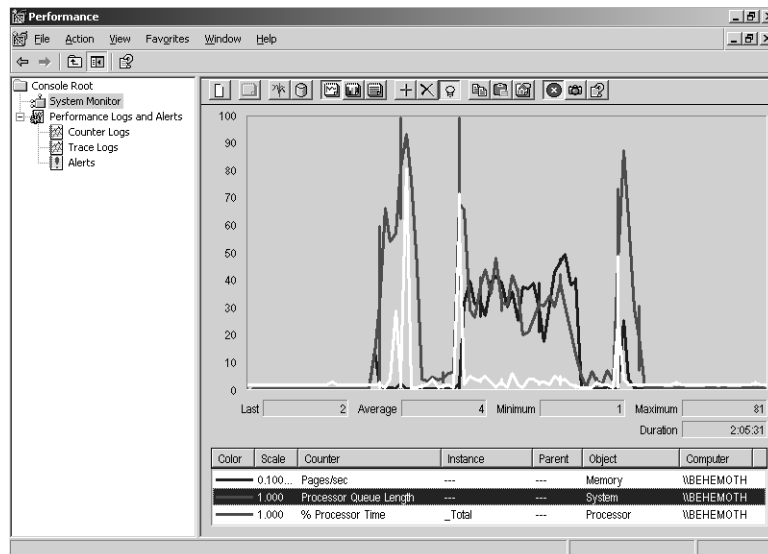 Performance
File Action View Favorites Window Help
Console Root
System Monitor
Performance Logs and Alerts
Counter Logs
Trace Logs
Alerts
100
90
80
70
60
50
40
30
20
10
0
Last 2 Average 4 Minimum 1 Maximum 81
Duration 2:05:31
Color Scale Counter Instance Parent Object Computer
0.100... Pages/sec --- --- Memory \\BEHEMOTH
1.000 Processor Queue Length --- --- System \\BEHEMOTH
1.000 % Processor Time _Total --- Processor \\BEHEMOTH